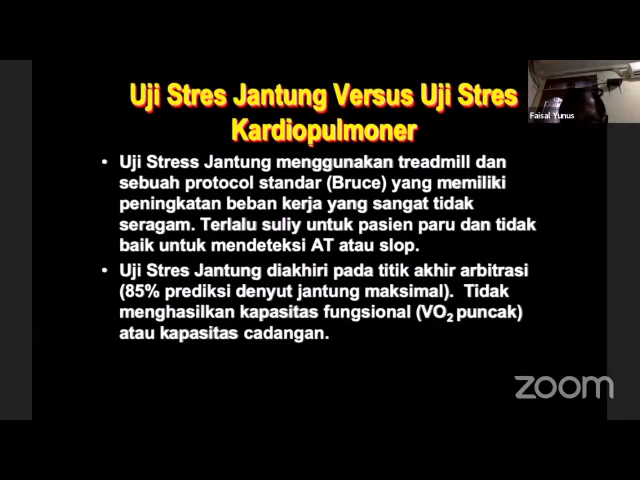 Uji Stres Jantung Versus Uji Stres
Kardiopulmoner
• Uji Stress Jantung menggunakan treadmill dan
sebuah protocol standar (Bruce) yang memiliki
peningkatan beban kerja yang sangat tidak
seragam. Terlalu suliy untuk pasien paru dan tidak
baik untuk mendeteksi AT atau slop.
• Uji Stres Jantung diakhiri pada titik akhir arbitrasi
(85% prediksi denyut jantung maksimal). Tidak
menghasilkan kapasitas fungsional (VO2 puncak)
atau kapasitas cadangan.
Faisal Yunus
zoom